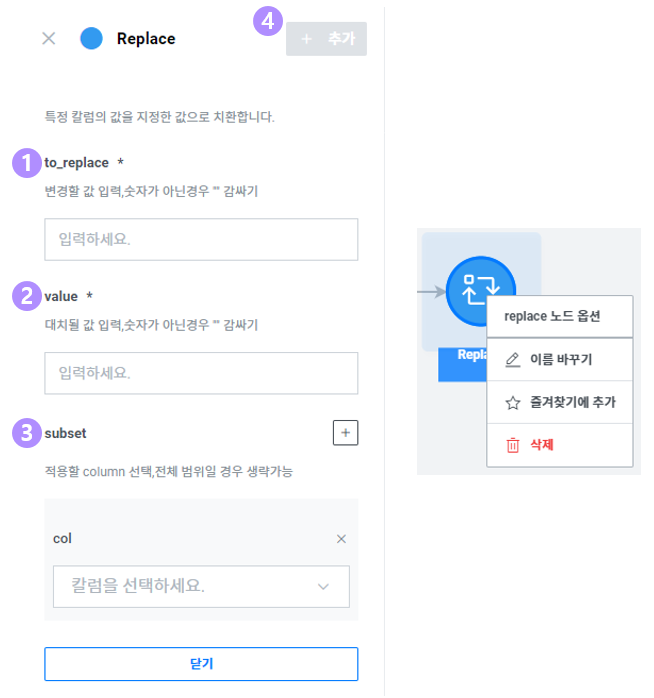 Replace
4
+ 추가
특정 칼럼의 값을 지정한 값으로 치환합니다.
1 to_replace *
변경할 값 입력,숫자가 아닌경우 "" 감싸기
입력하세요.
2 value *
대치될 값 입력,숫자가 아닌경우 "" 감싸기
입력하세요.
3 subset +
적용할 column 선택,전체 범위일 경우 생략가능
col
칼럼을 선택하세요.
닫기
Repla
replace 노드 옵션
이름 바꾸기
즐겨찾기에 추가
삭제